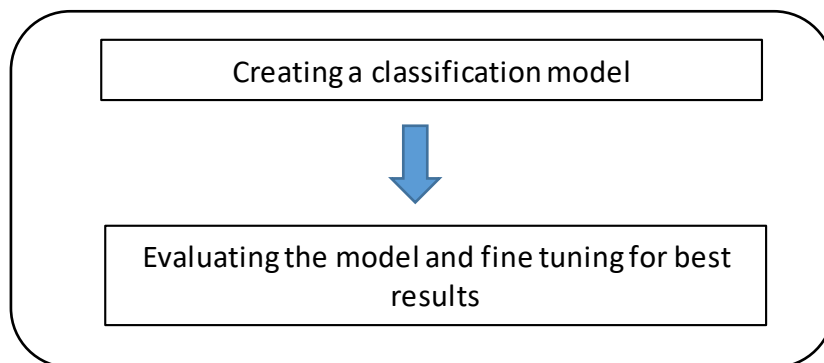 Creating a classification model
Evaluating the model and fine tuning for best
results